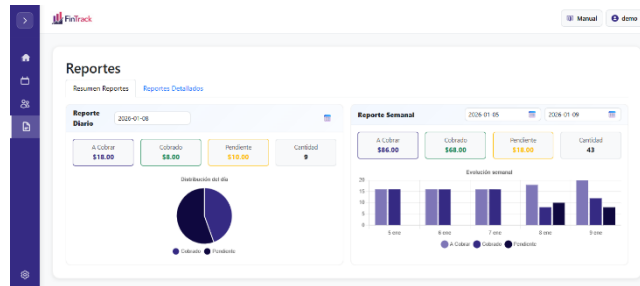 FinTrack
Manual
demo
Reportes
Resumen Reportes
Reportes Detallados
Reporte Diario
2026-01-08
A Cobrar
$18.00
Cobrado
$8.00
Pendiente
$10.00
Cantidad
9
Distribución del día
Cobrado
Pendiente
Reporte Semanal
2026-01-05
2026-01-09
A Cobrar
$86.00
Cobrado
$68.00
Pendiente
$18.00
Cantidad
43
Evolución semanal
20
15
10
5
0
5 ene
6 ene
7 ene
8 ene
9 ene
A Cobrar
Cobrado
Pendiente